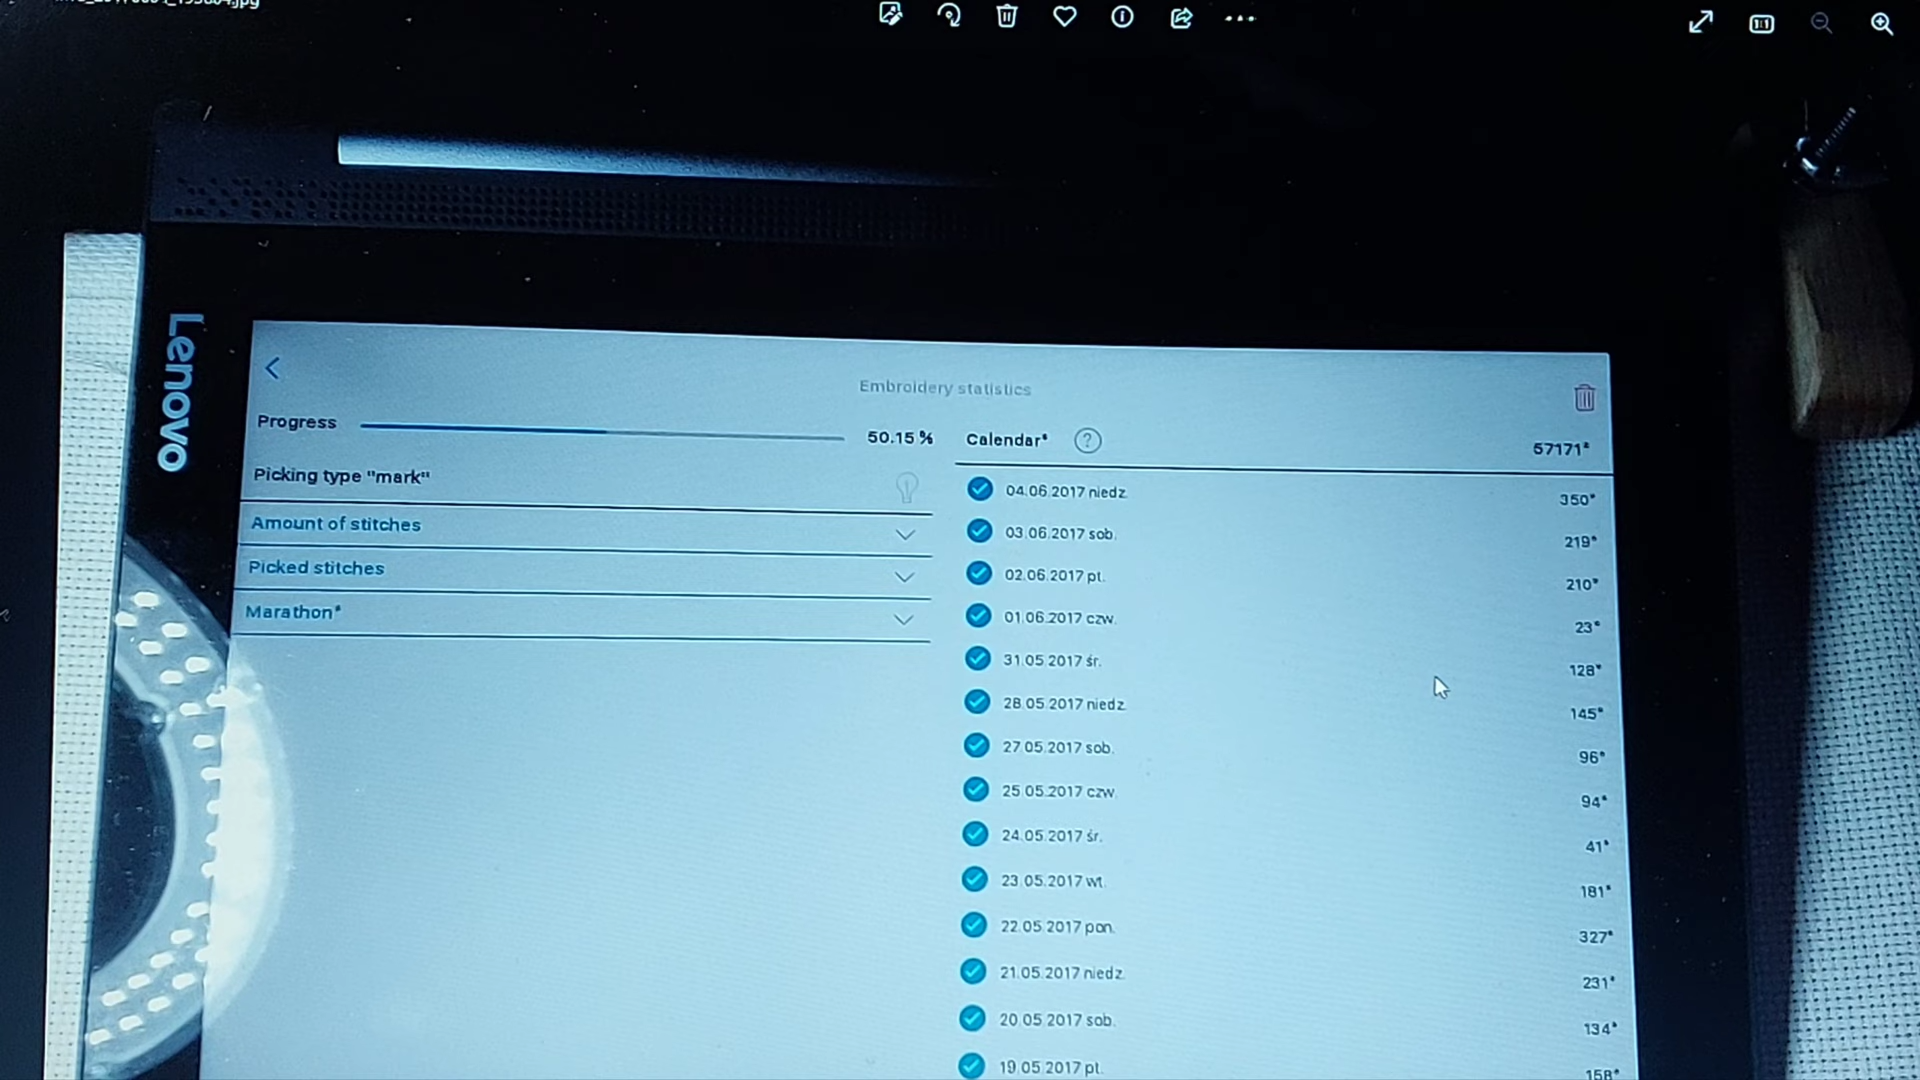 Lenovo
Embroidery statistics
Progress 50.15 %
Picking type "mark"
Amount of stitches
Picked stitches
Marathon*
Calendar* ? 57171*
04.06.2017 niedz. 350*
03.06.2017 sob. 219*
02.06.2017 pt. 210*
01.06.2017 czw. 23*
31.05.2017 śr. 128*
28.05.2017 niedz. 145*
27.05.2017 sob. 96*
25.05.2017 czw. 94*
24.05.2017 śr. 41*
23.05.2017 wt. 181*
22.05.2017 pon. 327*
21.05.2017 niedz. 231*
20.05.2017 sob. 134*
19.05.2017 pt. 158*